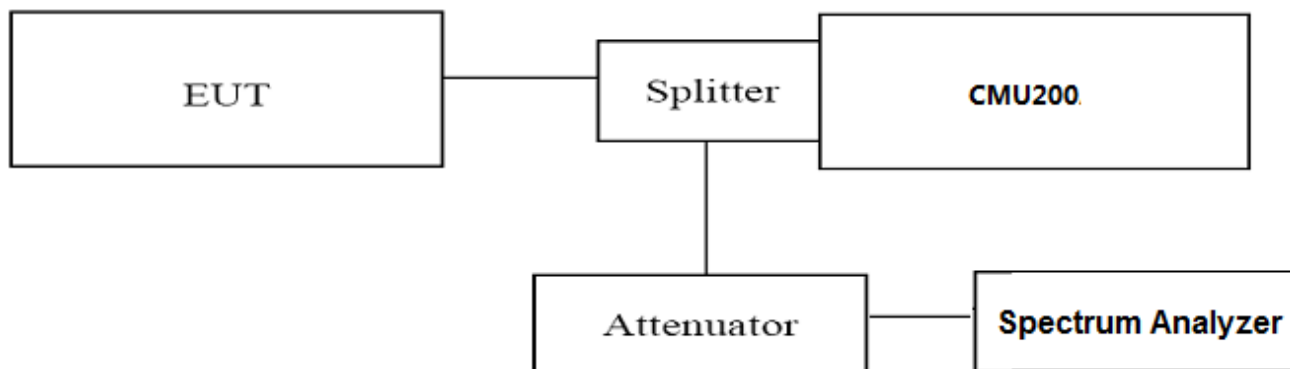 EUT
Splitter
CMU200
Attenuator
Spectrum Analyzer